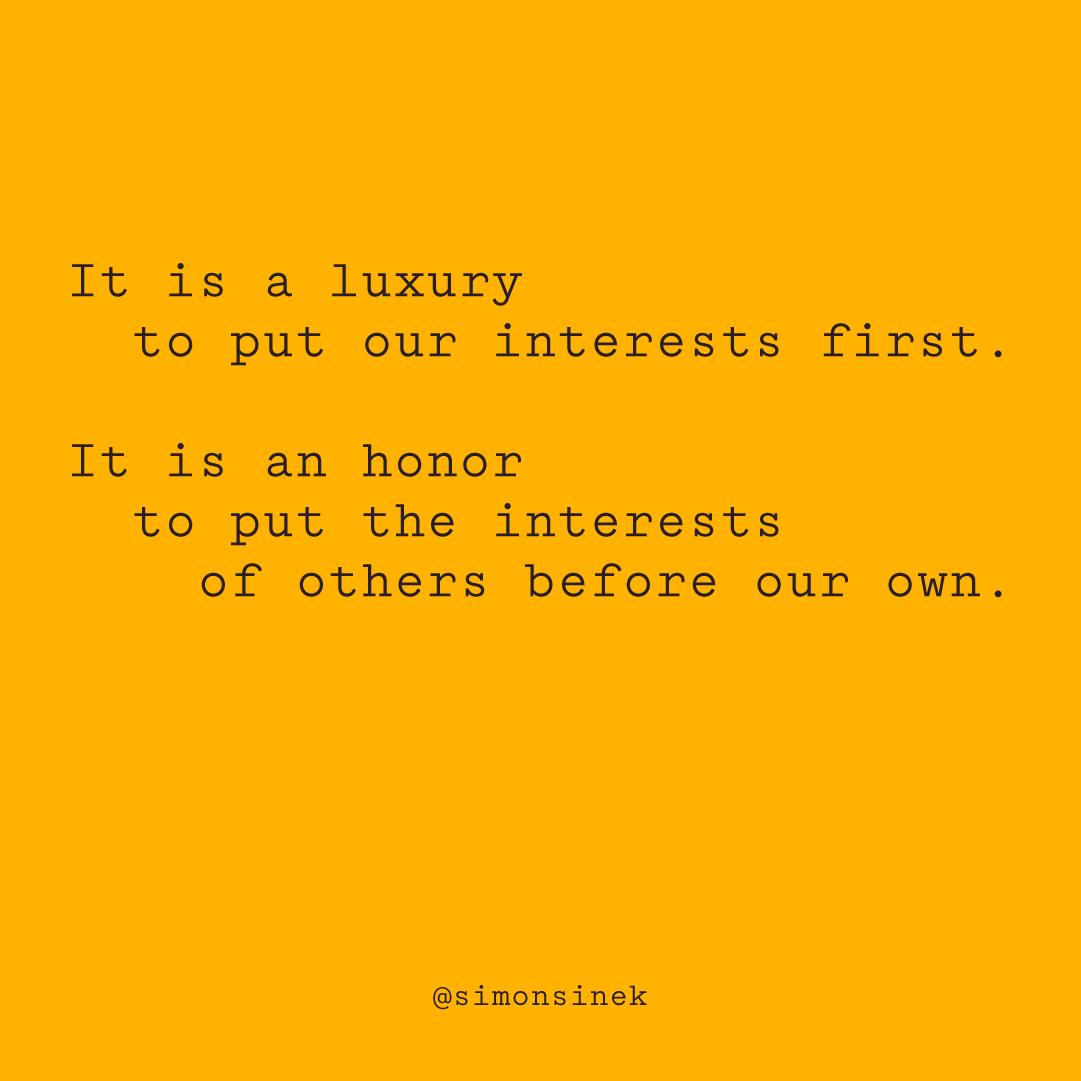 It is a luxury
to put our interests first.
It is an honor
to put the interests
of others before our own.
@simonsinek